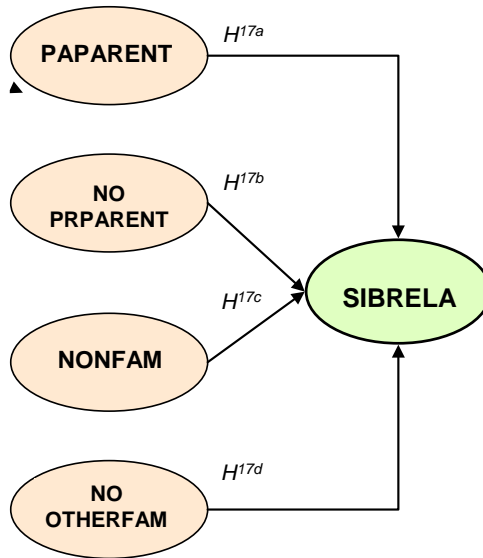 H17a
PAPARENT
NO
PRPARENT
H17b
SIBRELA
H17c
NONFAM
H17d
NO
OTHERFAM